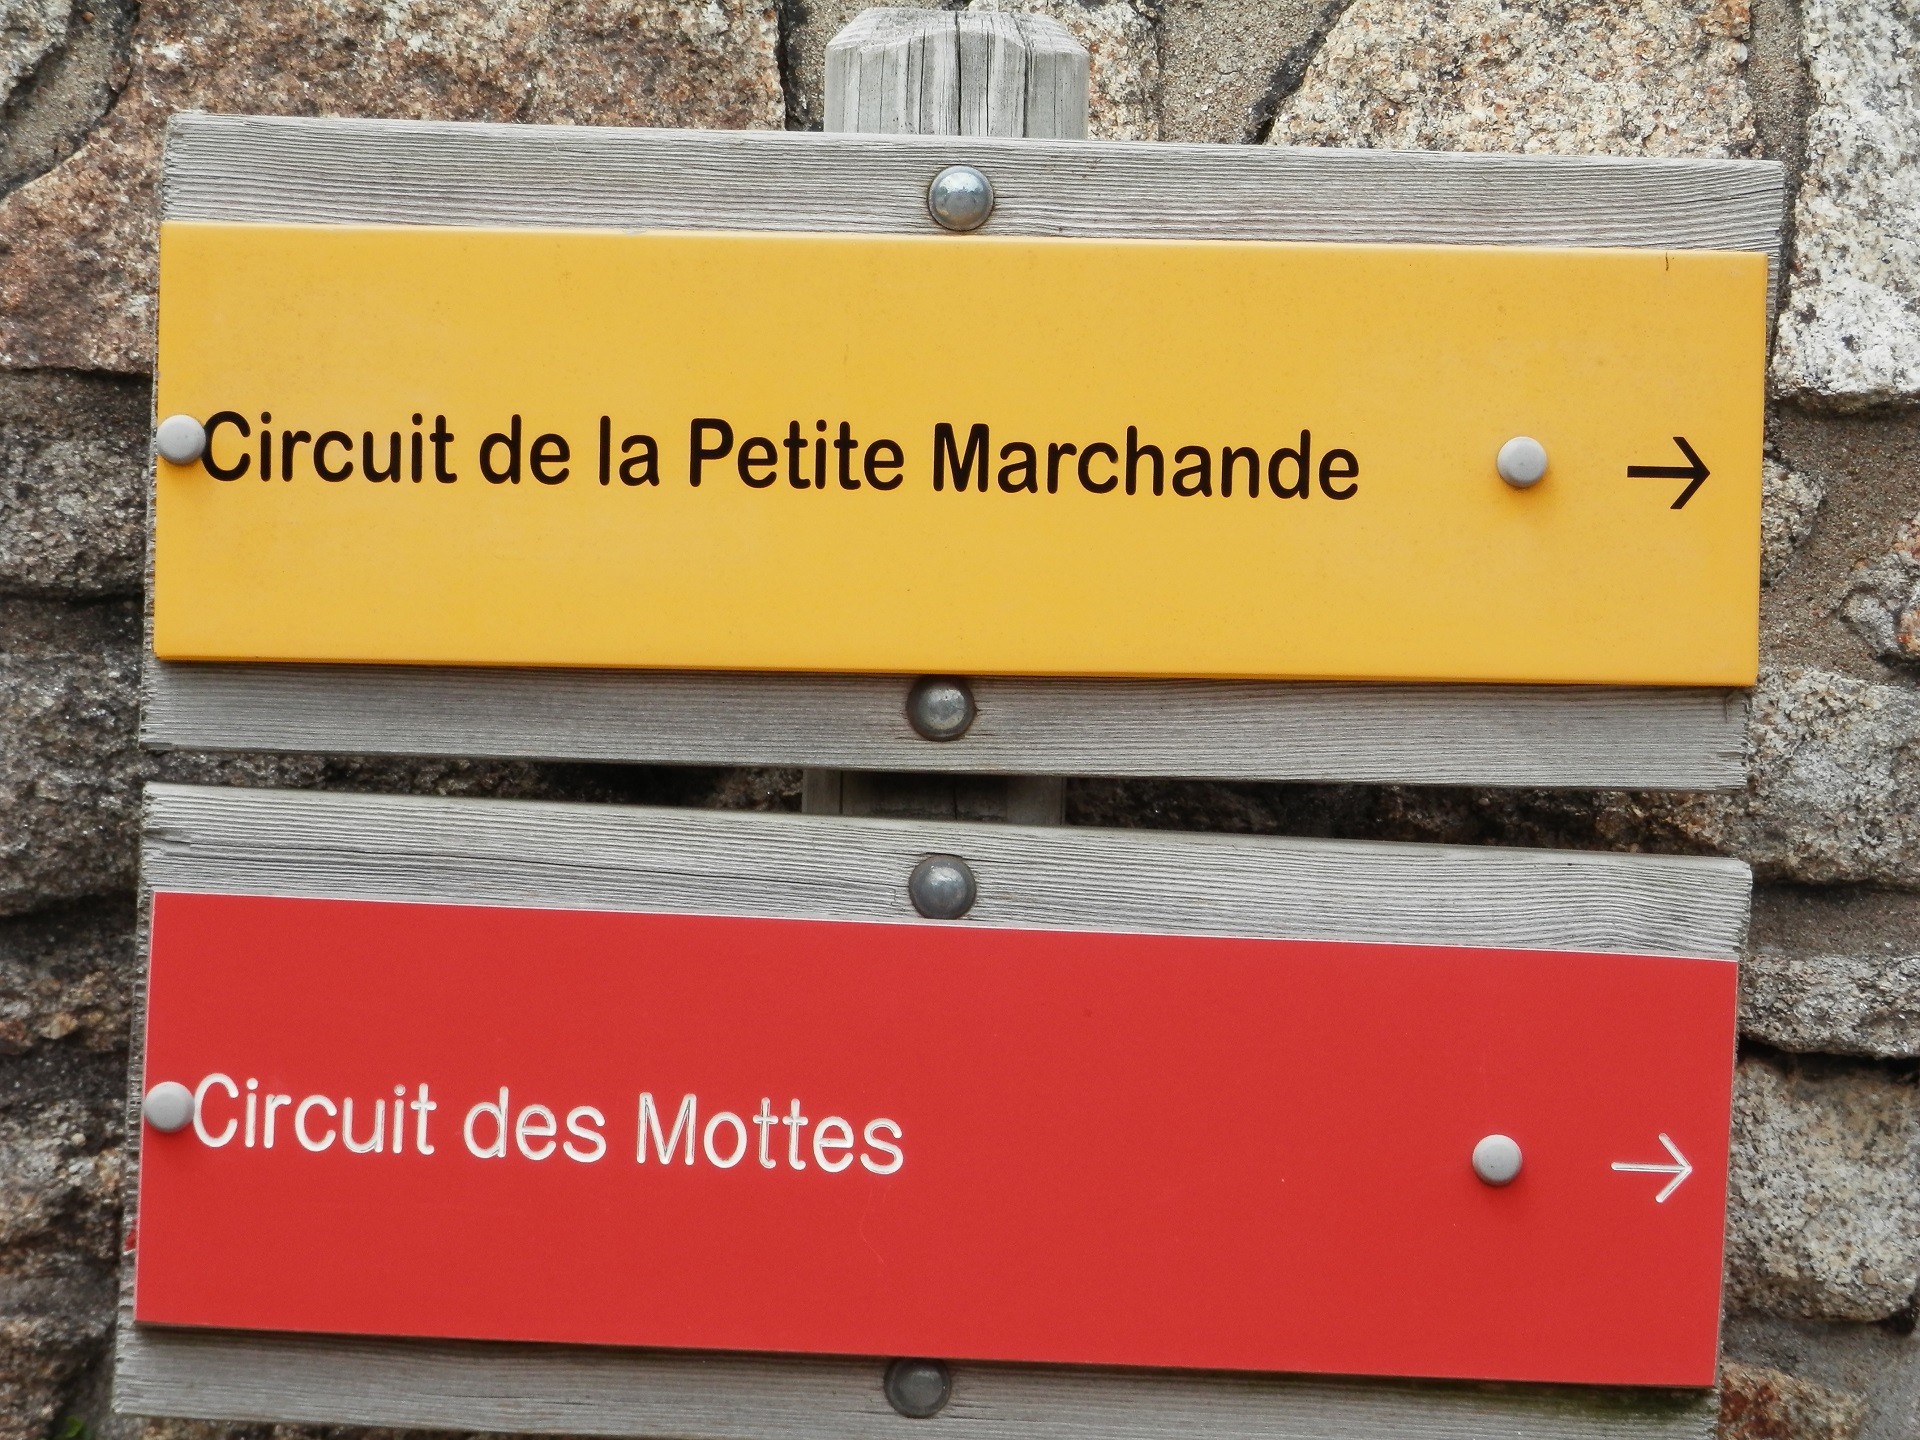 Circuit de la Petite Marchande →
Circuit des Mottes →